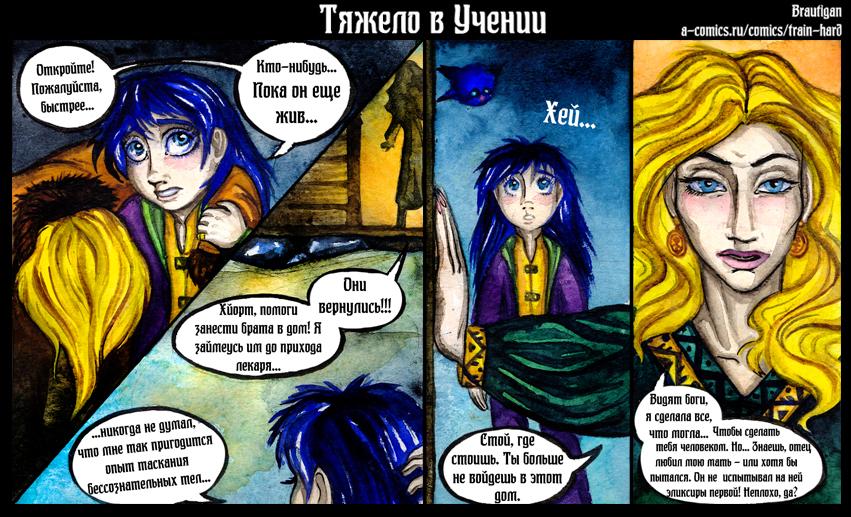 Тяжело в Учении
Brautigan
a-comics.ru/comics/train-hard
Откройте!
Пожалуйста,
быстрее...
Кто-нибудь...
Пока он еще
жив...
Они
вернулись!!!
Хйорт, помоги
занести брата в дом! Я
займусь им до прихода
лекаря...
...никогда не думал,
что мне так пригодится
опыт таскания
бессознательных тел...
Хей...
Стой, где
стоишь. Ты больше
не войдешь в этот
дом.
Видят боги,
я сделала все,
что могла... Чтобы сделать
тебя человеком. Но... Знаешь, отец
любил мою мать – или хотя бы
пытался. Он не испытывал на ней
эликсиры первой! Неплохо, да?